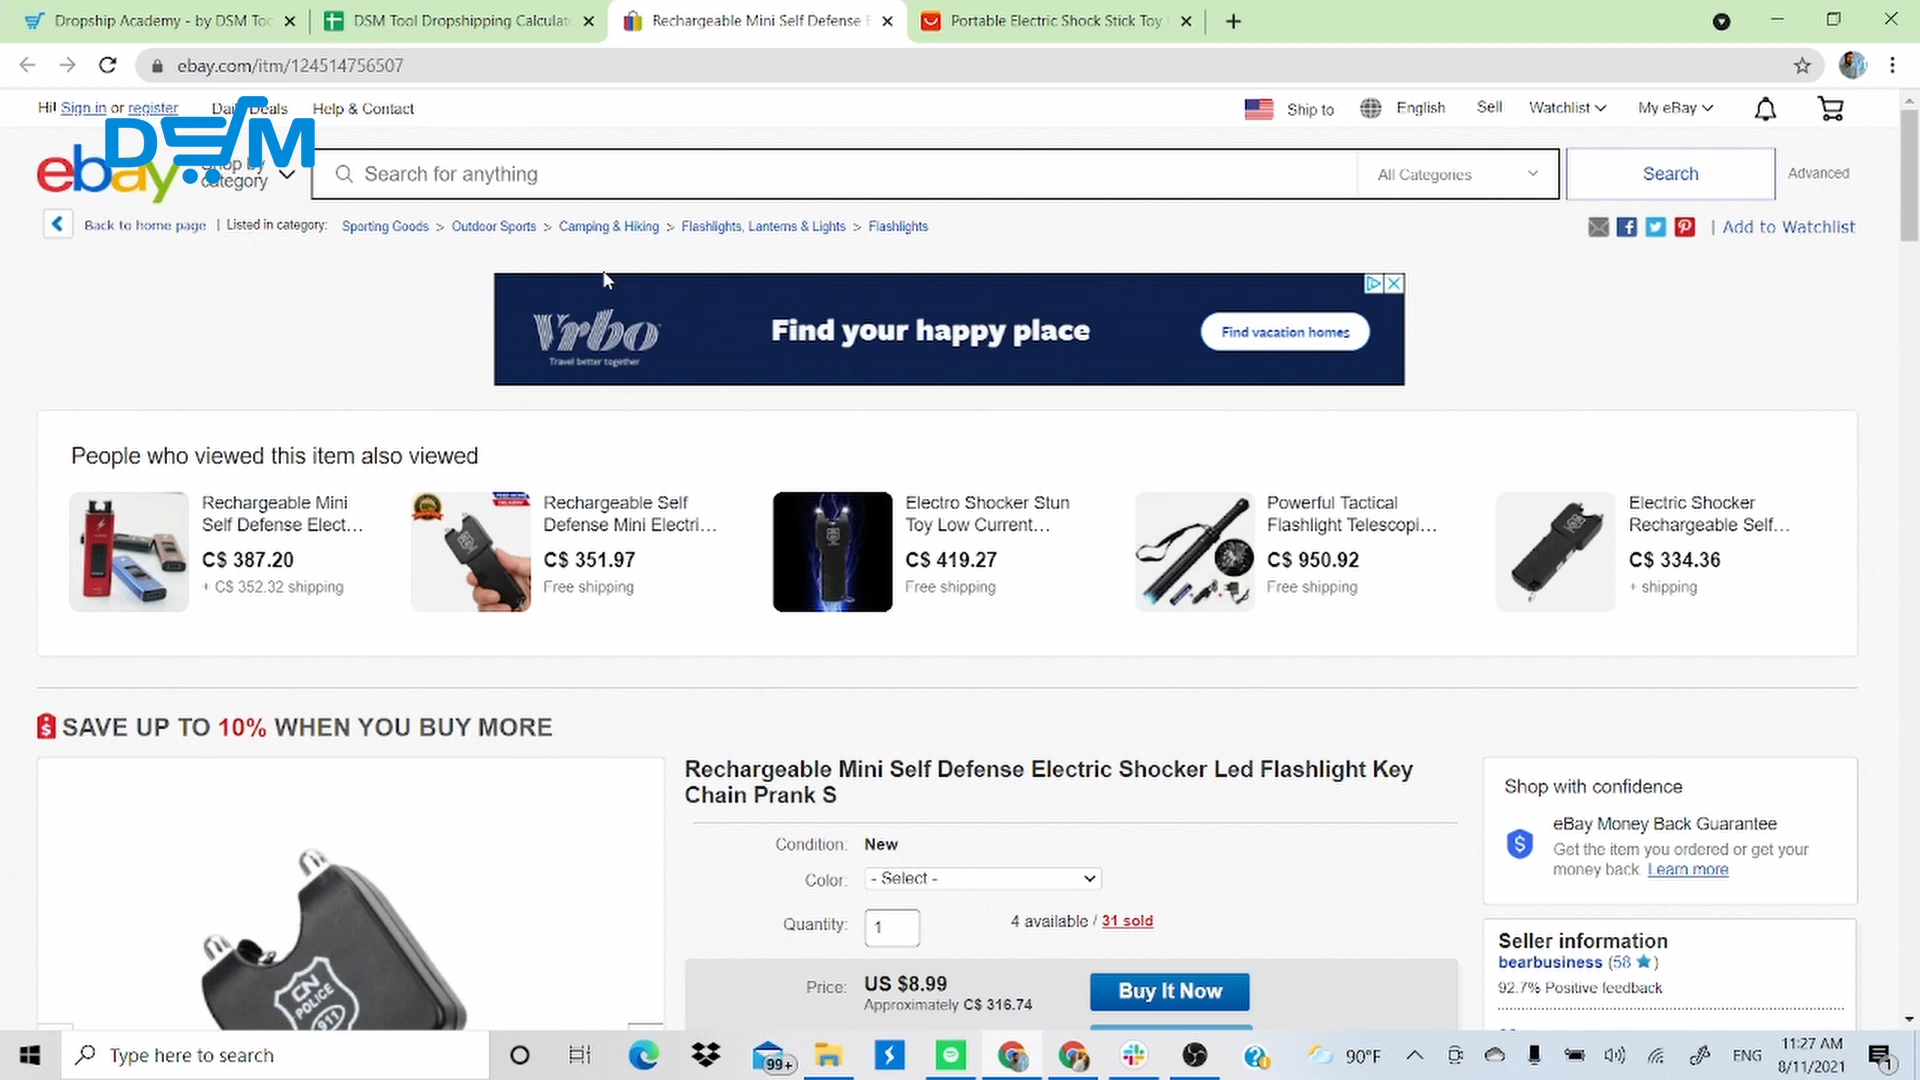 Dropship Academy - by DSM Too
DSM Tool Dropshipping Calculat
Rechargeable Mini Self Defense E
Portable Electric Shock Stick Toy
ebay.com/itm/124514756507
Hi! Sign in or register
Daily Deals
Help & Contact
Ship to
English
Sell
Watchlist
My eBay
DSM
ebay
Shop by
category
Search for anything
All Categories
Search
Advanced
Back to home page | Listed in category: Sporting Goods > Outdoor Sports > Camping & Hiking > Flashlights, Lanterns & Lights > Flashlights
| Add to Watchlist
Vrbo
Travel better together
Find your happy place
Find vacation homes
People who viewed this item also viewed
Rechargeable Mini
Self Defense Elect...
C$ 387.20
+ C$ 352.32 shipping
Rechargeable Self
Defense Mini Electri...
C$ 351.97
Free shipping
Electro Shocker Stun
Toy Low Current...
C$ 419.27
Free shipping
Powerful Tactical
Flashlight Telescopi...
C$ 950.92
Free shipping
Electric Shocker
Rechargeable Self...
C$ 334.36
+ shipping
SAVE UP TO 10% WHEN YOU BUY MORE
Rechargeable Mini Self Defense Electric Shocker Led Flashlight Key
Chain Prank S
Condition: New
Color: - Select -
Quantity: 1
4 available / 31 sold
Price: US $8.99
Approximately C$ 316.74
Buy It Now
Shop with confidence
eBay Money Back Guarantee
Get the item you ordered or get your
money back. Learn more
Seller information
bearbusiness (58 ★)
92.7% Positive feedback
CN
POLICE
911
Type here to search
99+
90°F
ENG
11:27 AM
8/11/2021
1